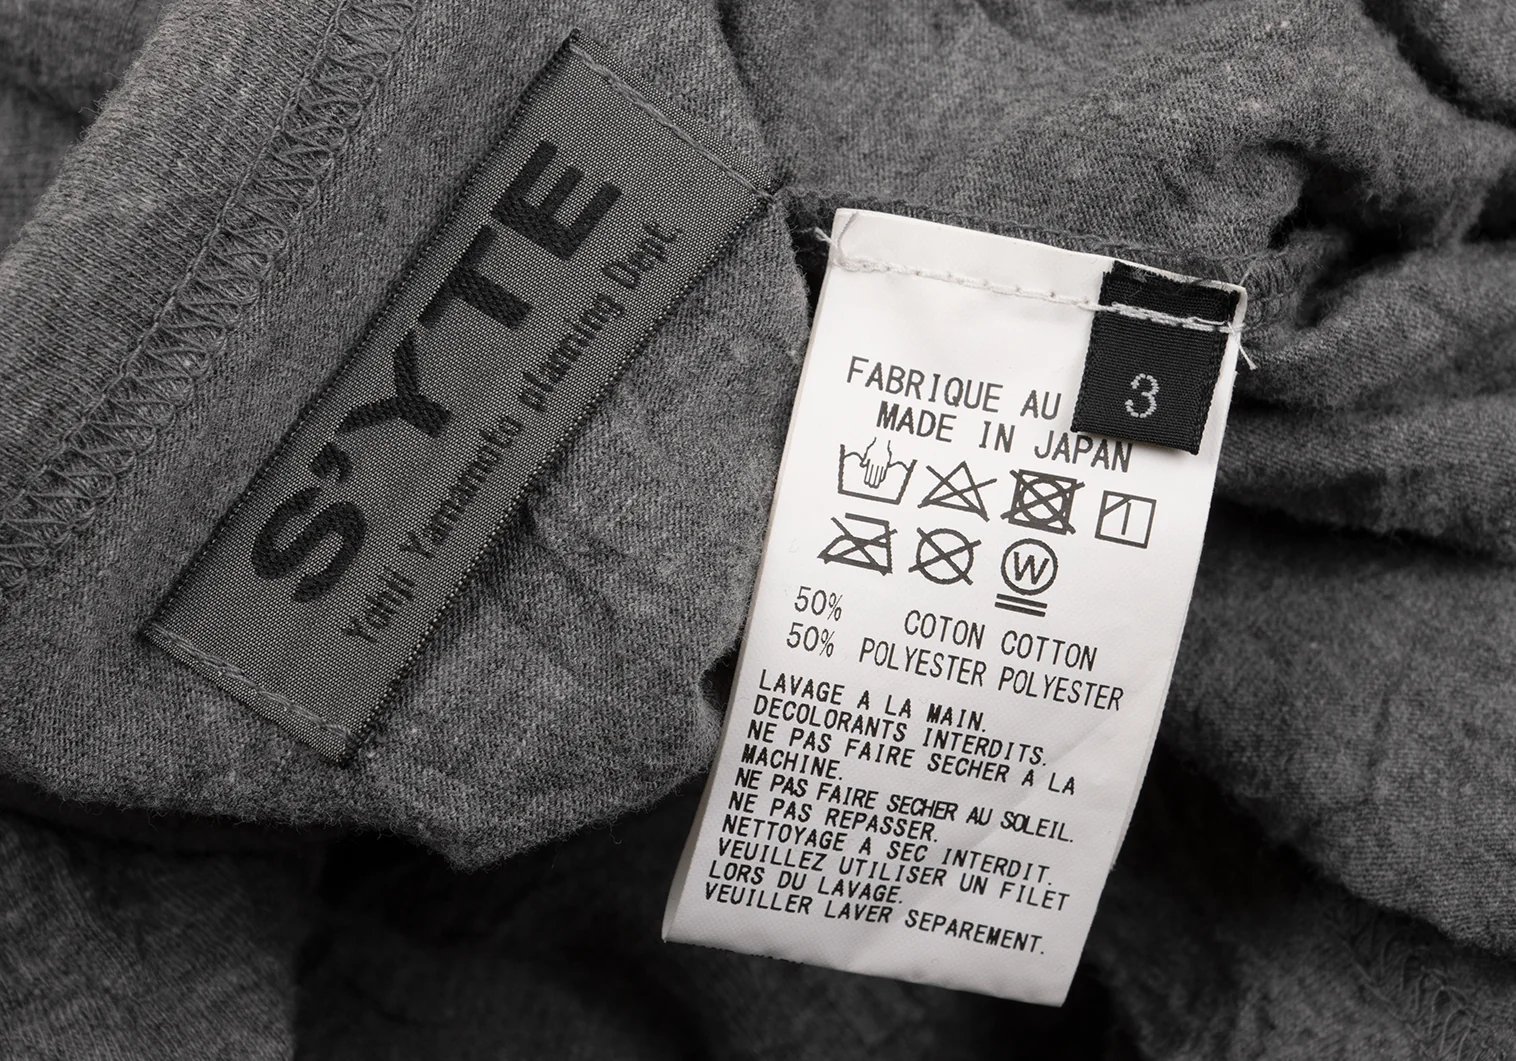 S'YTE
Yohji Yamamoto planning Dept.
3
FABRIQUE AU
MADE IN JAPAN
W
50% COTON COTTON
50% POLYESTER POLYESTER
LAVAGE A LA MAIN.
DECOLORANTS INTERDITS.
NE PAS FAIRE SECHER A LA
MACHINE.
NE PAS FAIRE SECHER AU SOLEIL.
NE PAS REPASSER.
NETTOYAGE A SEC INTERDIT.
VEUILLEZ UTILISER UN FILET
LORS DU LAVAGE.
VEUILLER LAVER SEPAREMENT.